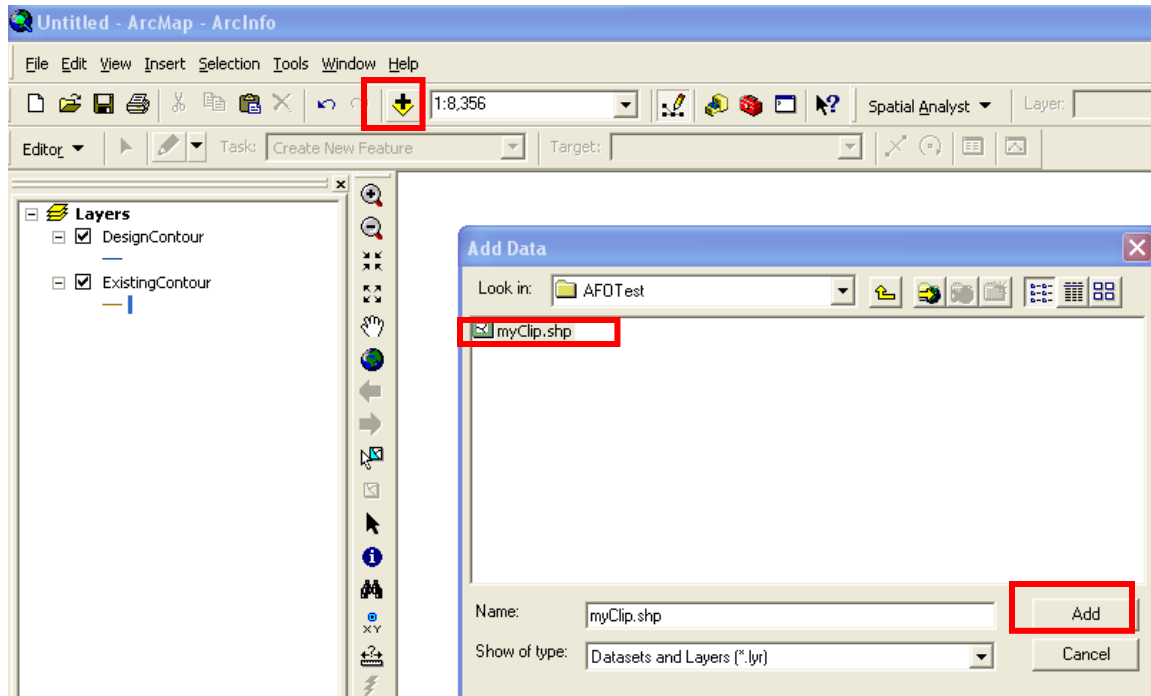 Untitled - ArcMap - ArcInfo
File Edit View Insert Selection Tools Window Help
1:8,356
Spatial Analyst
Layer:
Editor
Task: Create New Feature
Target:
Layers
DesignContour
ExistingContour
XY
Add Data
Look in: AFOTest
myClip.shp
Name: myClip.shp
Add
Show of type: Datasets and Layers (*.lyr)
Cancel